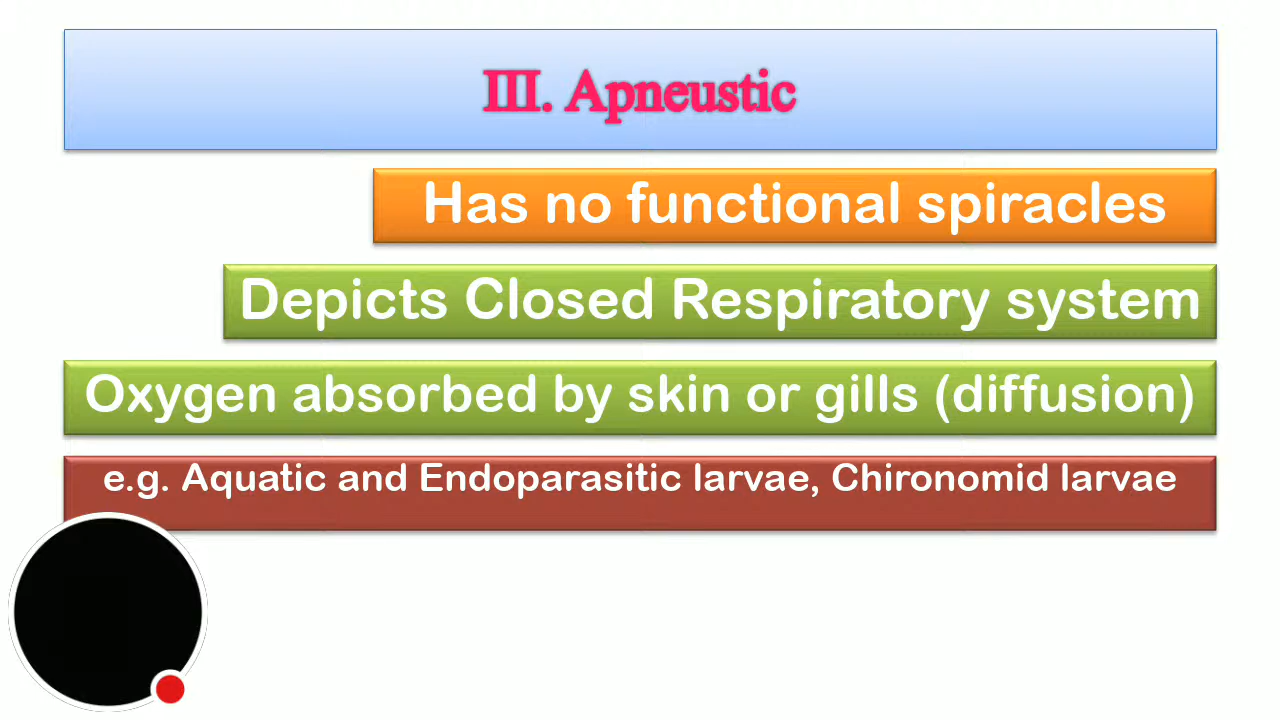 III. Apneustic
Has no functional spiracles
Depicts Closed Respiratory system
Oxygen absorbed by skin or gills (diffusion)
e.g. Aquatic and Endoparasitic larvae, Chironomid larvae